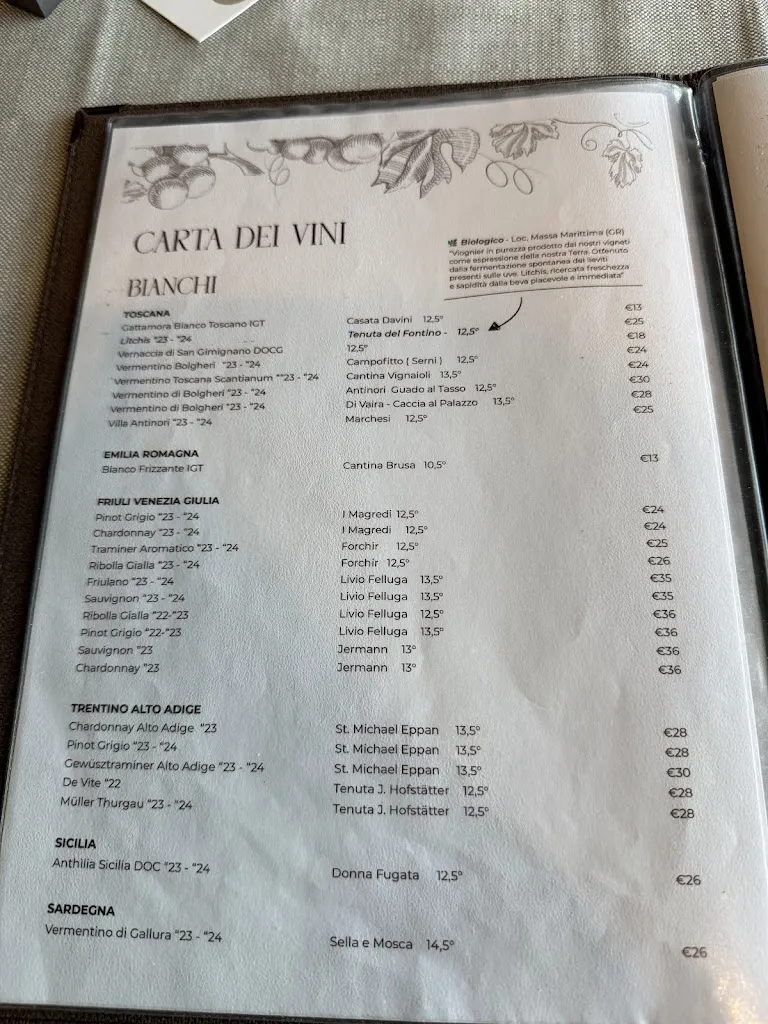 CARTA DEI VINI
Biologico - Loc. Massa Marittima (GR)
"Viognier in purezza prodotto dai nostri vigneti
come espressione della nostra Terra. Ottenuto
dalla fermentazione spontanea dei lieviti
presenti sulle uve. Litchis, ricercata freschezza
e sapidità dalla beva piacevole e immediata"
BIANCHI
TOSCANA
Gattamora Bianco Toscano IGT Casata Davini 12,5° €13
Litchis "23 - "24 Tenuta del Fontino - 12,5° €25
Vernaccia di San Gimignano DOCG 12,5° €18
Vermentino Bolgheri "23 - "24 Campofitto ( Serni ) 12,5° €24
Vermentino Toscana Scantianum ""23 - "24 Cantina Vignaioli 13,5° €24
Vermentino di Bolgheri "23 - "24 Antinori Guado al Tasso 12,5° €30
Vermentino di Bolgheri "23 - "24 Di Vaira - Caccia al Palazzo 13,5° €28
Villa Antinori "23 - "24 Marchesi 12,5° €25
EMILIA ROMAGNA
Bianco Frizzante IGT Cantina Brusa 10,5° €13
FRIULI VENEZIA GIULIA
Pinot Grigio "23 - "24 I Magredi 12,5° €24
Chardonnay "23 - "24 I Magredi 12,5° €24
Traminer Aromatico "23 - "24 Forchir 12,5° €25
Ribolla Gialla "23 - "24 Forchir 12,5° €26
Friulano "23 - "24 Livio Felluga 13,5° €35
Sauvignon "23 - "24 Livio Felluga 13,5° €35
Ribolla Gialla "22-"23 Livio Felluga 12,5° €36
Pinot Grigio "22-"23 Livio Felluga 13,5° €36
Sauvignon "23 Jermann 13° €36
Chardonnay "23 Jermann 13° €36
TRENTINO ALTO ADIGE
Chardonnay Alto Adige "23 St. Michael Eppan 13,5° €28
Pinot Grigio "23 - "24 St. Michael Eppan 13,5° €28
Gewüsztraminer Alto Adige "23 - "24 St. Michael Eppan 13,5° €30
De Vite "22 Tenuta J. Hofstätter 12,5° €28
Müller Thurgau "23 - "24 Tenuta J. Hofstätter 12,5° €28
SICILIA
Anthilia Sicilia DOC "23 - "24 Donna Fugata 12,5° €26
SARDEGNA
Vermentino di Gallura "23 - "24 Sella e Mosca 14,5° €26